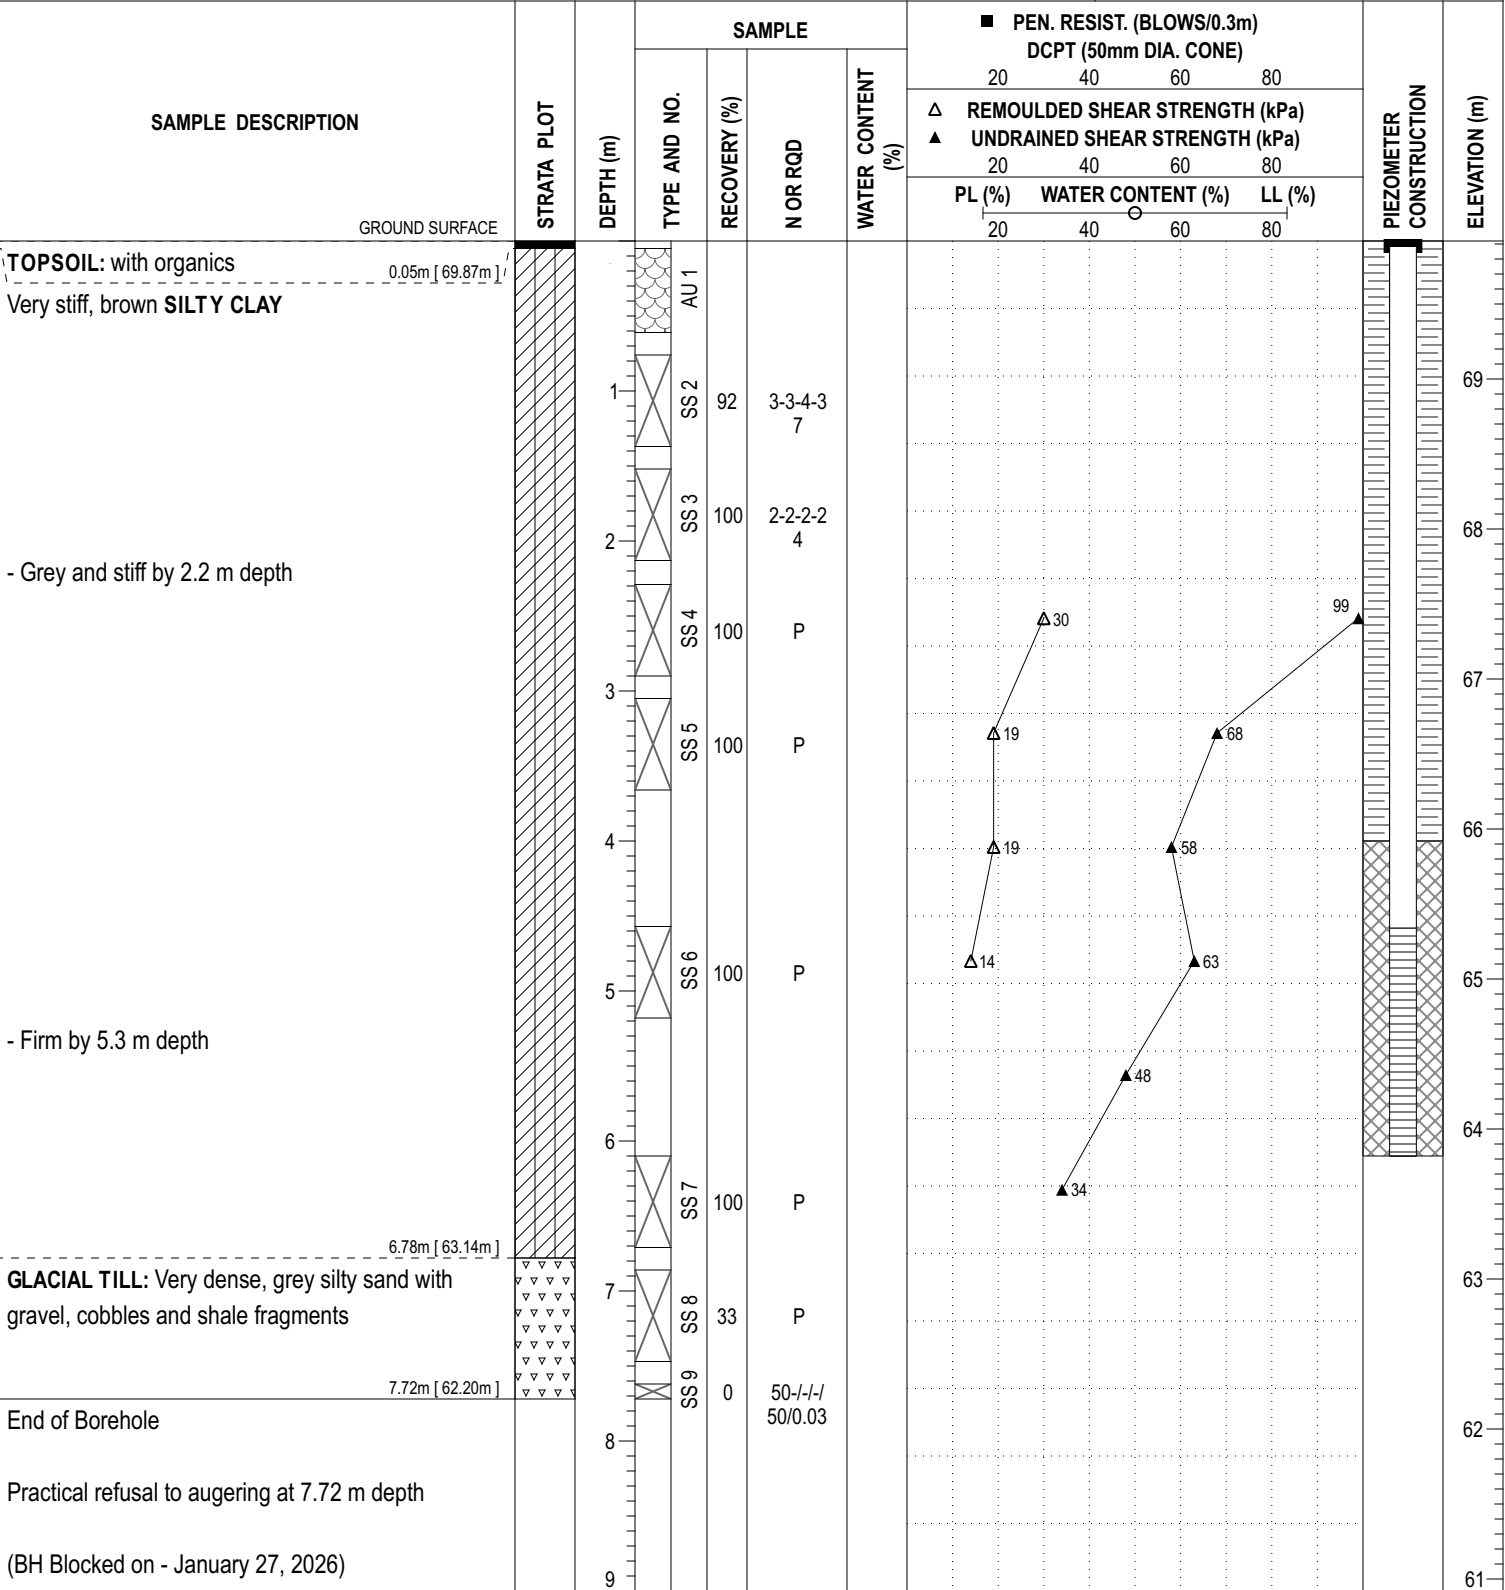 SAMPLE DESCRIPTION
GROUND SURFACE
STRATA PLOT
DEPTH (m)
SAMPLE
TYPE AND NO.
RECOVERY (%)
N OR RQD
WATER CONTENT
(%)
■ PEN. RESIST. (BLOWS/0.3m)
DCPT (50mm DIA. CONE)
20 40 60 80
△ REMOULDED SHEAR STRENGTH (kPa)
▲ UNDRAINED SHEAR STRENGTH (kPa)
20 40 60 80
PL (%) WATER CONTENT (%) LL (%)
20 40 60 80
PIEZOMETER
CONSTRUCTION
ELEVATION (m)
TOPSOIL: with organics
0.05m [ 69.87m ]
Very stiff, brown SILTY CLAY
AU 1
1
SS 2
92
3-3-4-3
7
69
SS 3
100
2-2-2-2
4
2
68
- Grey and stiff by 2.2 m depth
SS 4
100
P
30
99
3
67
SS 5
100
P
19
68
4
66
19
58
SS 6
100
P
14
63
5
65
- Firm by 5.3 m depth
48
6
64
SS 7
100
P
34
6.78m [ 63.14m ]
GLACIAL TILL: Very dense, grey silty sand with
gravel, cobbles and shale fragments
7
63
SS 8
33
P
7.72m [ 62.20m ]
SS 9
0
50-/-/-/
50/0.03
End of Borehole
8
62
Practical refusal to augering at 7.72 m depth
(BH Blocked on - January 27, 2026)
9
61